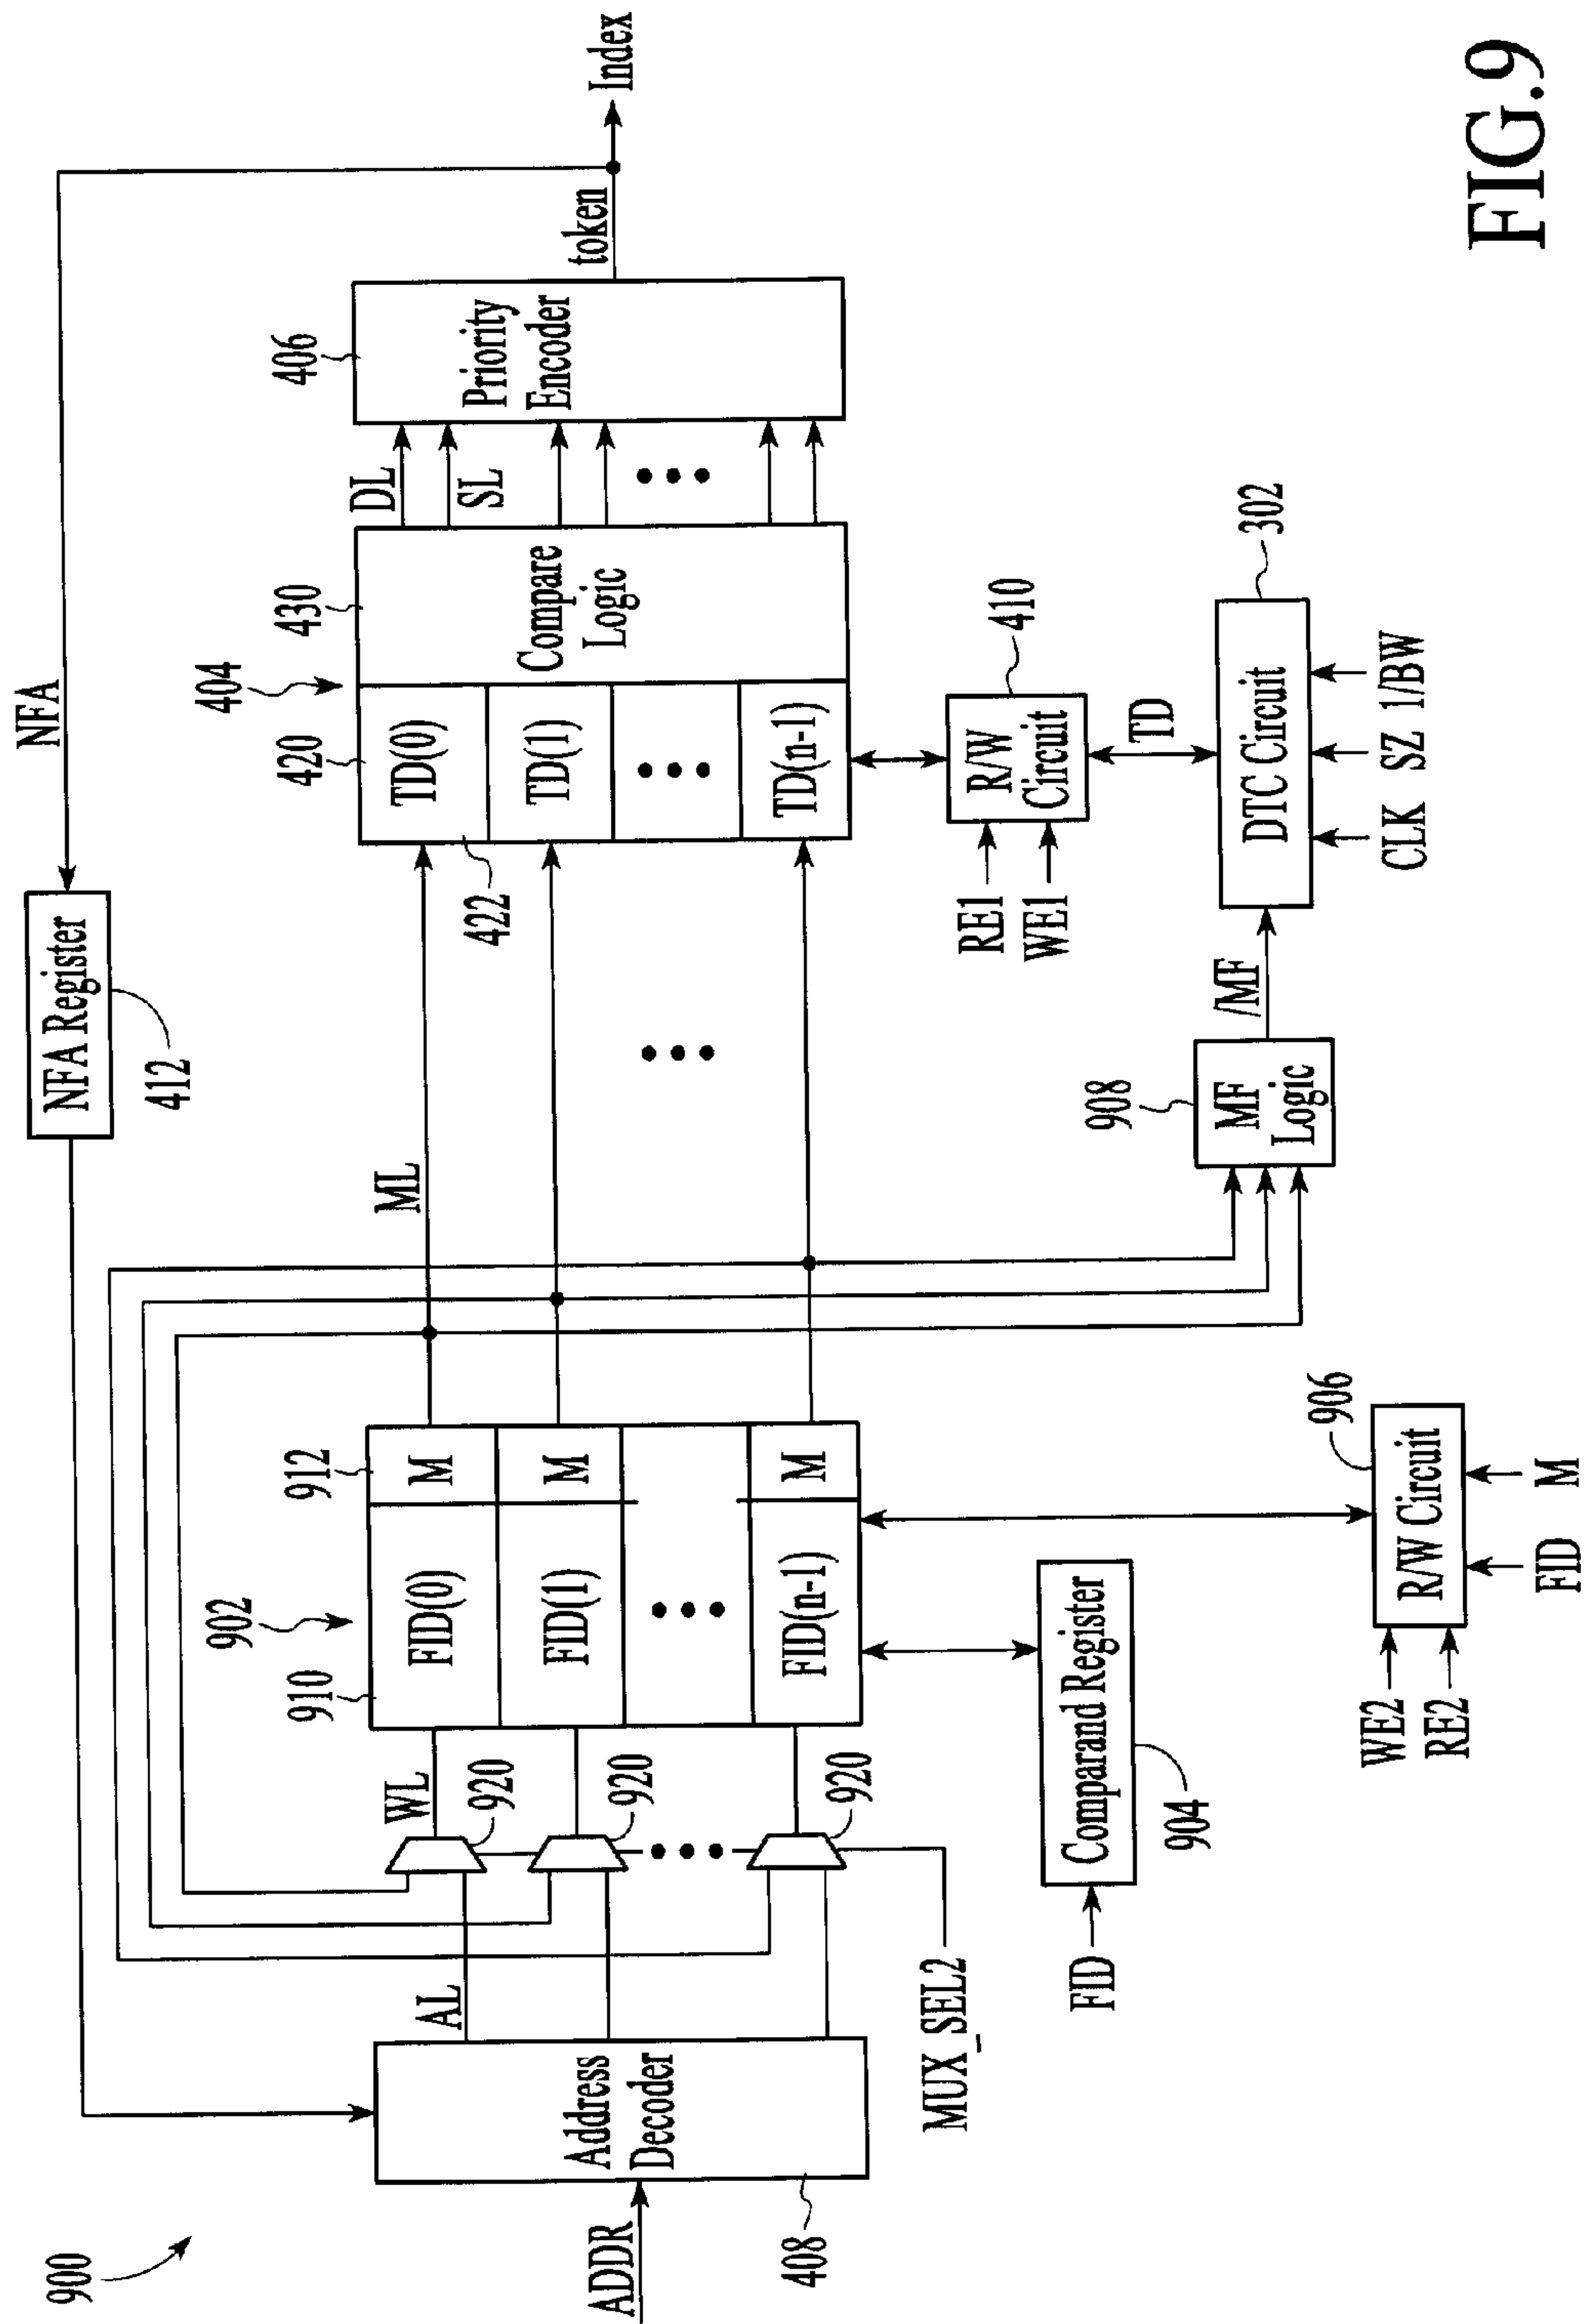 900
NFA
NFA Register
412
ADDR
Address
Decoder
408
AL
WL
920
920
920
MUX_SEL2
902
910
912
FID(0)
M
FID(1)
M
FID(n-1)
M
ML
404
420
430
TD(0)
TD(1)
TD(n-1)
422
Compare
Logic
DL
SL
406
Priority
Encoder
token
Index
FID
Comparand Register
904
WE2
RE2
R/W Circuit
906
FID
M
908
MF
Logic
/MF
RE1
WE1
R/W
Circuit
410
TD
DTC Circuit
302
CLK
SZ
1/BW
FIG.9